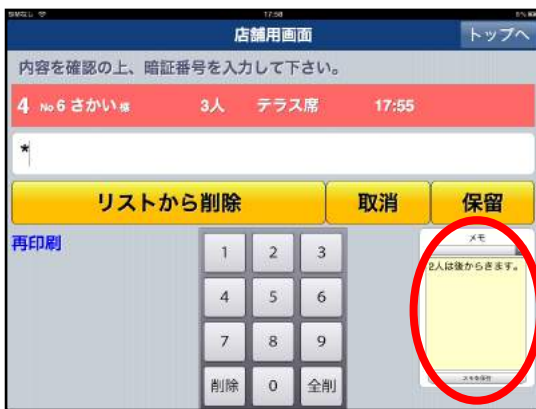 17:58
店舗用画面
トップへ
内容を確認の上、暗証番号を入力して下さい。
4 No6 さかい様 3人 テラス席 17:55
*
リストから削除 取消 保留
再印刷
メモ
2人は後からきます。
1 2 3
4 5 6
7 8 9
削除 0 全削